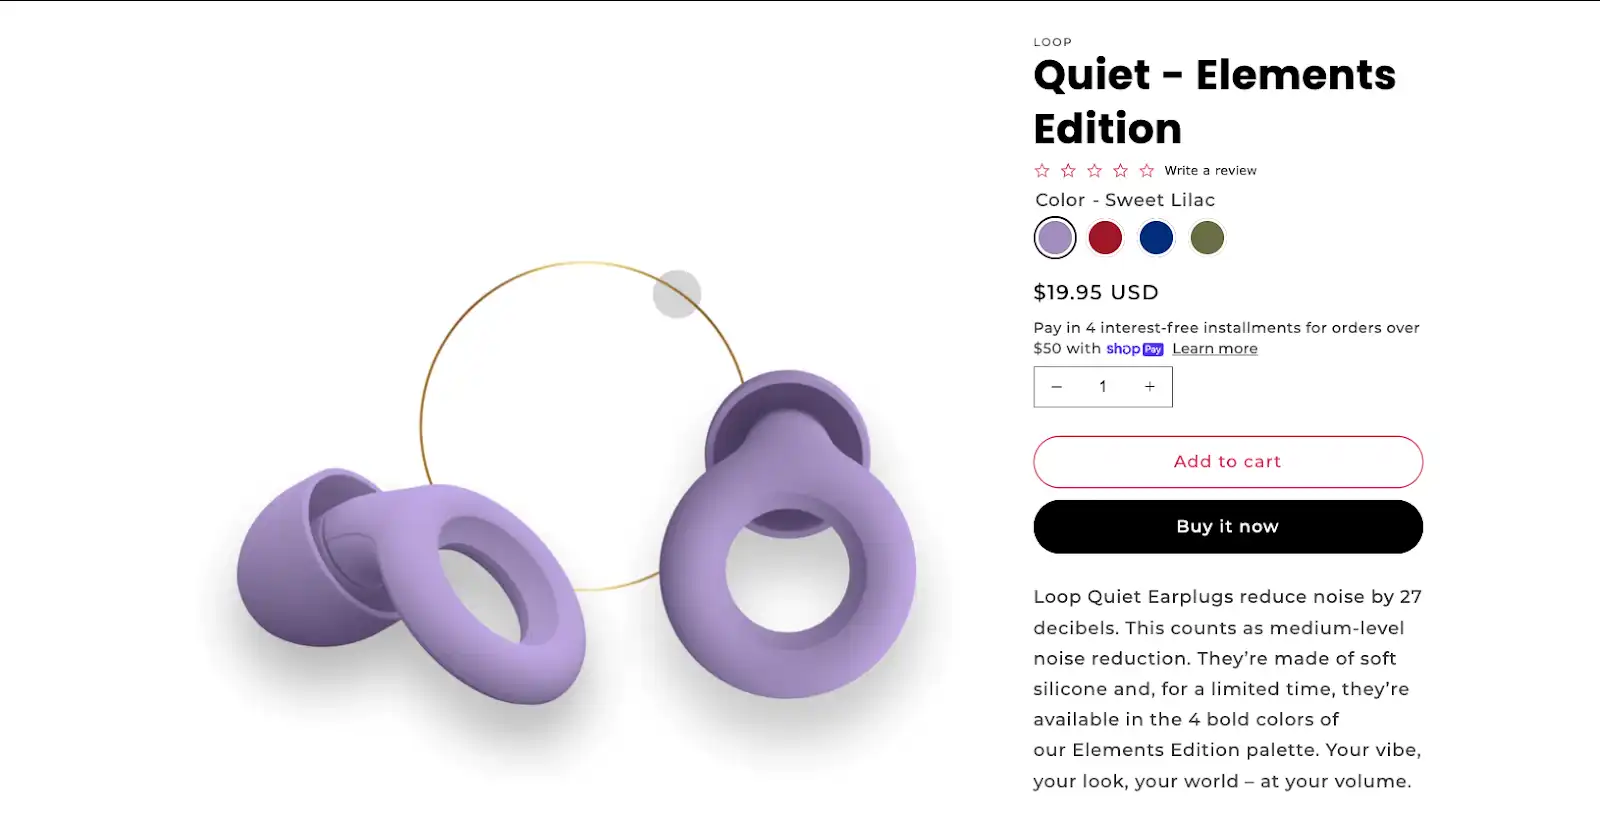 LOOP
Quiet - Elements
Edition
Write a review
Color - Sweet Lilac
$19.95 USD
Pay in 4 interest-free installments for orders over
$50 with shop Pay Learn more
− 1 +
Add to cart
Buy it now
Loop Quiet Earplugs reduce noise by 27
decibels. This counts as medium-level
noise reduction. They’re made of soft
silicone and, for a limited time, they’re
available in the 4 bold colors of
our Elements Edition palette. Your vibe,
your look, your world – at your volume.